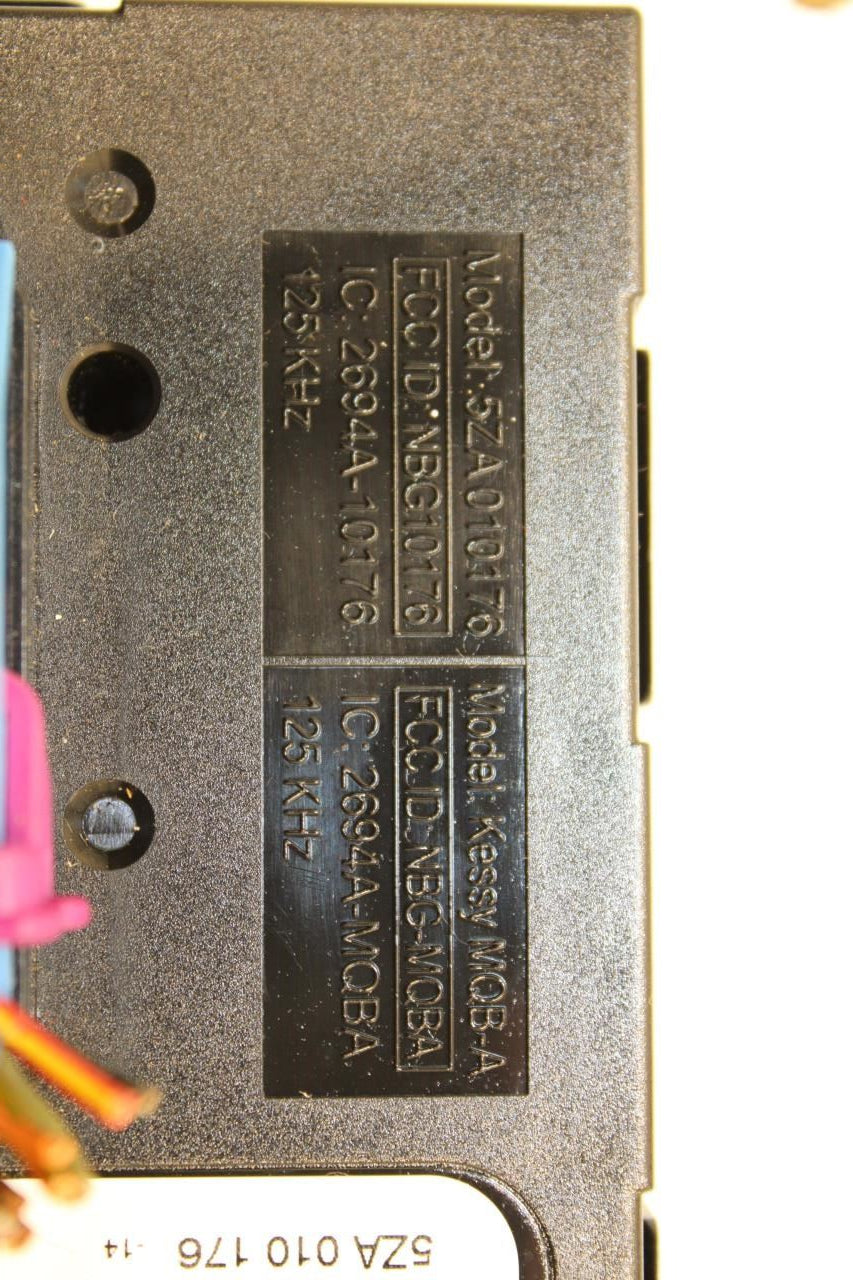 Model: 5ZA010176
FCC ID: NBG10176
IC: 2694A-10176
125 KHz
Model: Kessy MQB-A
FCC ID: NBG-MQBA
IC: 2694A-MQBA
125 KHz
5ZA 010 176 -14